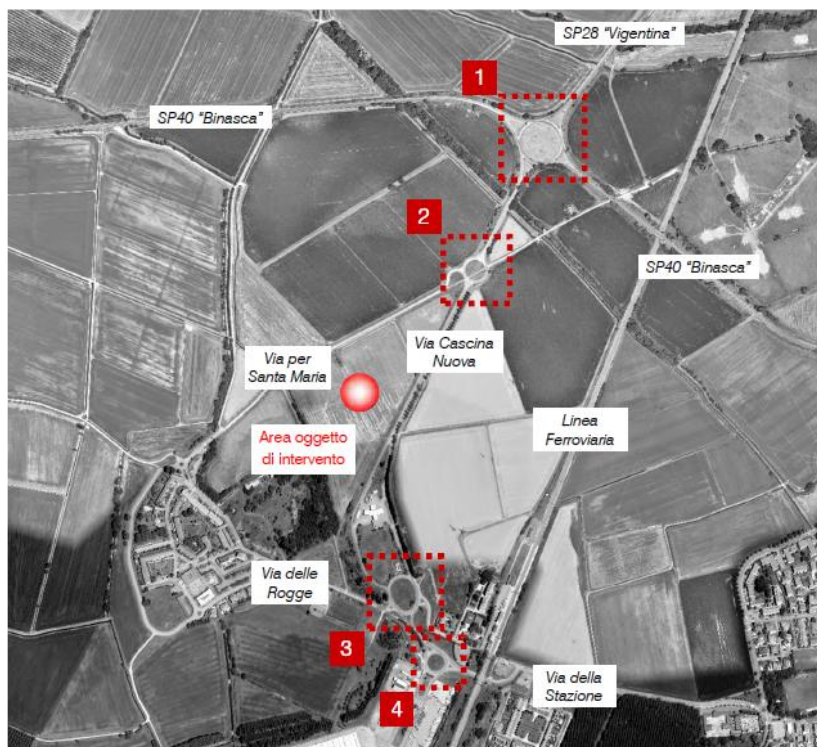 SP28 "Vigentina"
1
SP40 "Binasca"
2
SP40 "Binasca"
Via per
Santa Maria
Via Cascina
Nuova
Area oggetto
di intervento
Linea
Ferroviaria
Via delle
Rogge
3
Via della
Stazione
4